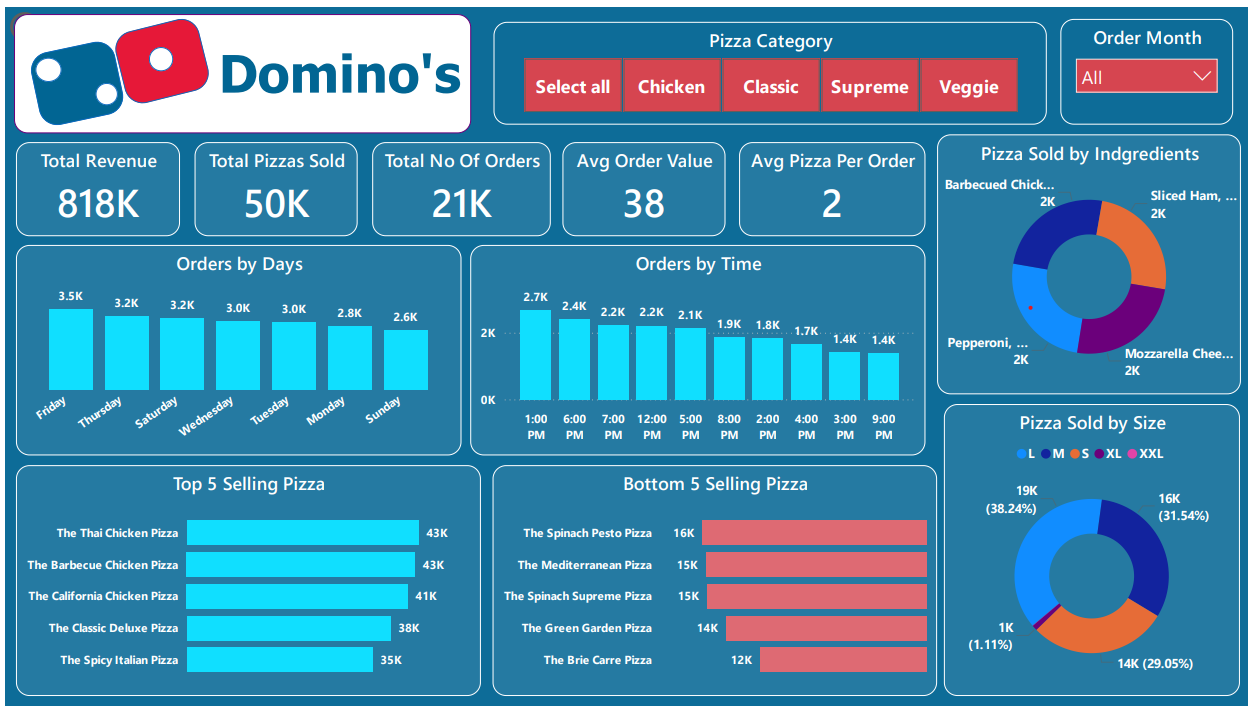 Domino's
Pizza Category
Select all
Chicken
Classic
Supreme
Veggie
Order Month
All
Total Revenue
818K
Total Pizzas Sold
50K
Total No Of Orders
21K
Avg Order Value
38
Avg Pizza Per Order
2
Pizza Sold by Indgredients
Barbecued Chick...
2K
Sliced Ham, ...
2K
Pepperoni, ...
2K
Mozzarella Chee...
2K
Orders by Days
3.5K
3.2K
3.2K
3.0K
3.0K
2.8K
2.6K
Friday
Thursday
Saturday
Wednesday
Tuesday
Monday
Sunday
Orders by Time
2K
0K
2.7K
2.4K
2.2K
2.2K
2.1K
1.9K
1.8K
1.7K
1.4K
1.4K
1:00
PM
6:00
PM
7:00
PM
12:00
PM
5:00
PM
8:00
PM
2:00
PM
4:00
PM
3:00
PM
9:00
PM
Pizza Sold by Size
L M S XL XXL
19K
(38.24%)
16K
(31.54%)
1K
(1.11%)
14K (29.05%)
Top 5 Selling Pizza
The Thai Chicken Pizza 43K
The Barbecue Chicken Pizza 43K
The California Chicken Pizza 41K
The Classic Deluxe Pizza 38K
The Spicy Italian Pizza 35K
Bottom 5 Selling Pizza
The Spinach Pesto Pizza 16K
The Mediterranean Pizza 15K
The Spinach Supreme Pizza 15K
The Green Garden Pizza 14K
The Brie Carre Pizza 12K